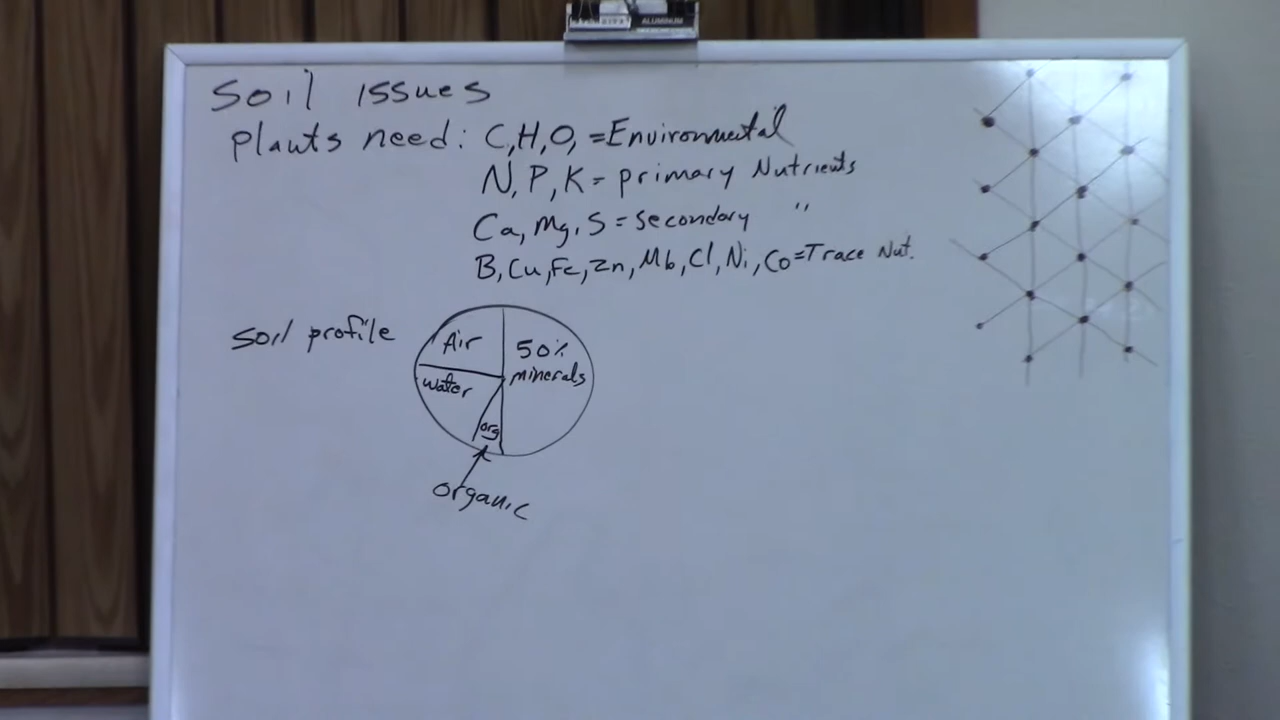 ALUMINUM
Soil issues
plants need: C,H,O,=Environmental
N,P,K= primary Nutrients
Ca,Mg,S = secondary "
B,Cu,Fe,Zn,Mb,Cl,Ni,Co=Trace Nut.
soil profile
Air
50%
minerals
water
org
organic